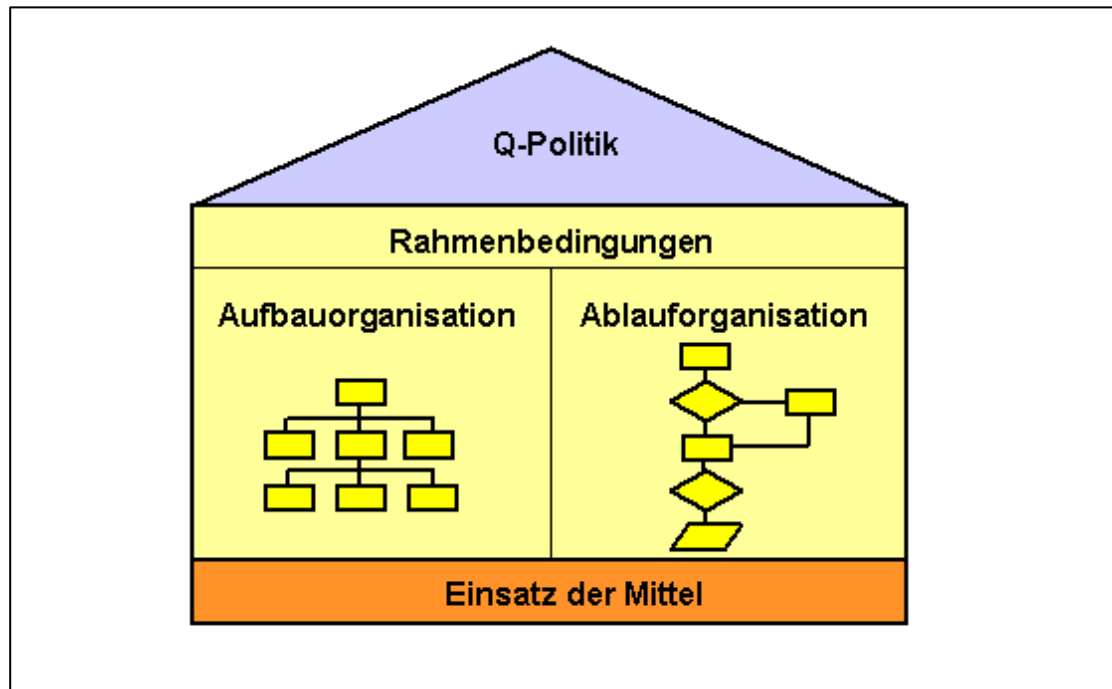 Q-Politik
Rahmenbedingungen
Aufbauorganisation
Ablauforganisation
Einsatz der Mittel